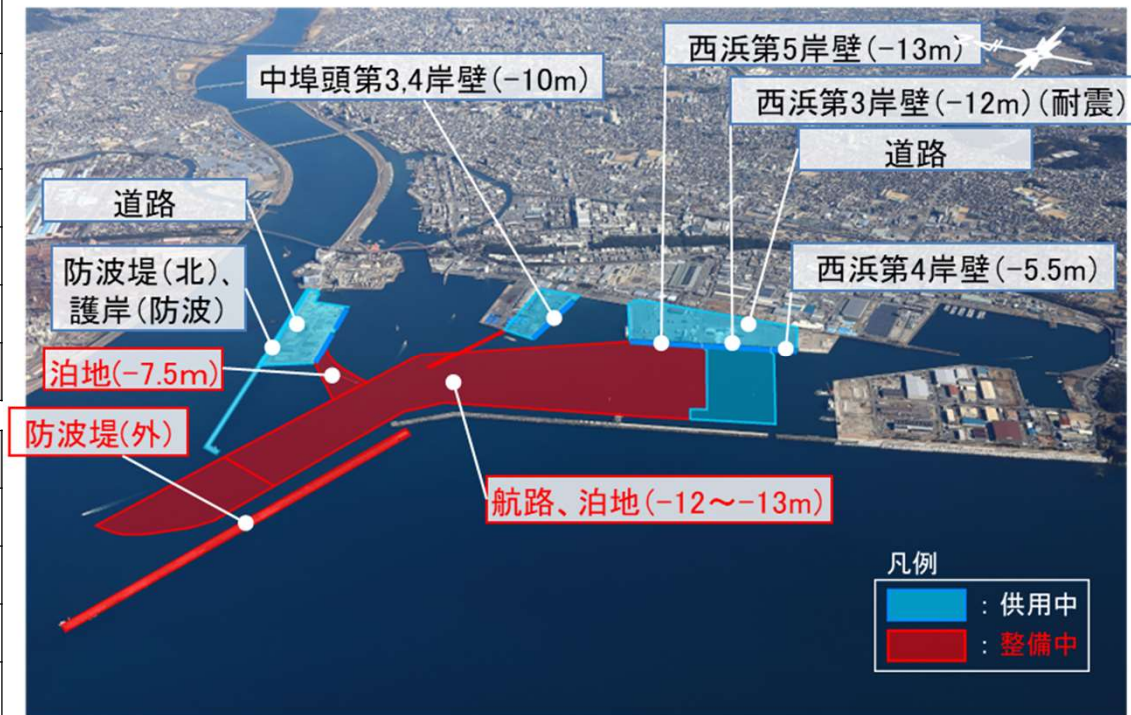 西浜第5岸壁(-13m)
中埠頭第3,4岸壁(-10m)
西浜第3岸壁(-12m)(耐震)
道路
道路
防波堤(北)、
護岸(防波)
西浜第4岸壁(-5.5m)
泊地(-7.5m)
防波堤(外)
航路、泊地(-12～-13m)
凡例
：供用中
：整備中